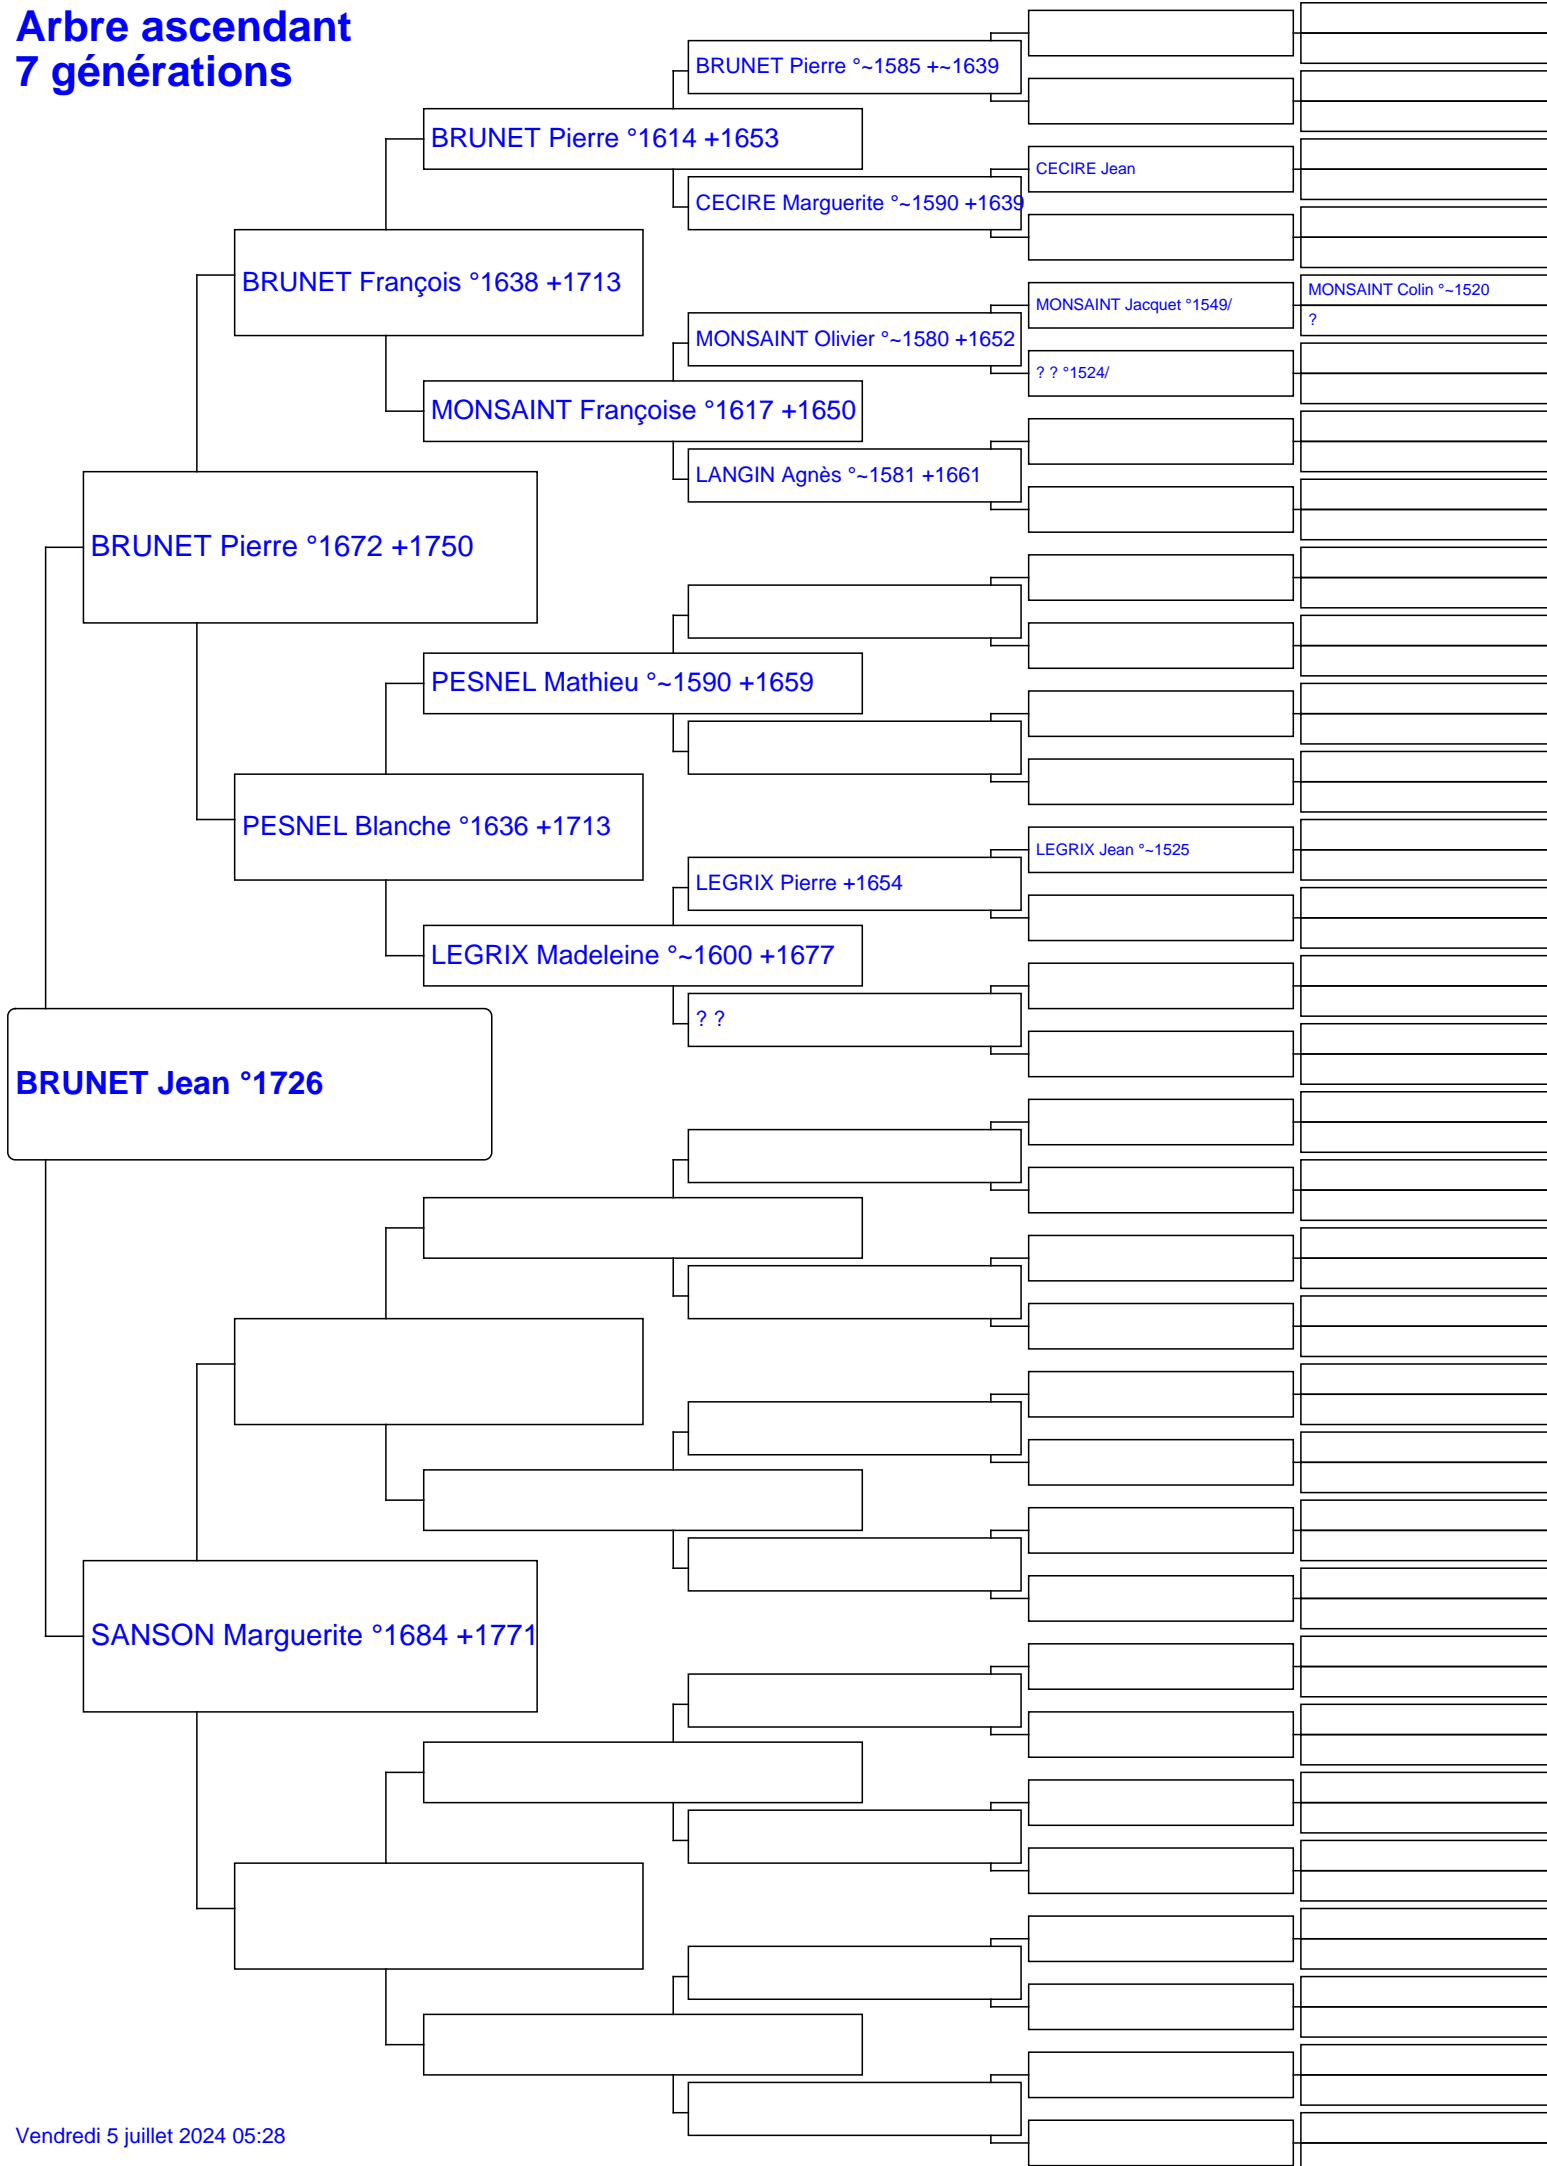 Arbre ascendant
7 générations
BRUNET Pierre °~1585 +~1639
BRUNET Pierre °1614 +1653
CECIRE Jean
CECIRE Marguerite °~1590 +1639
BRUNET François °1638 +1713
MONSAINT Colin °~1520
MONSAINT Jacquet °1549/
?
MONSAINT Olivier °~1580 +1652
? ? °1524/
MONSAINT Françoise °1617 +1650
LANGIN Agnès °~1581 +1661
BRUNET Pierre °1672 +1750
PESNEL Mathieu °~1590 +1659
PESNEL Blanche °1636 +1713
LEGRIX Jean °~1525
LEGRIX Pierre +1654
LEGRIX Madeleine °~1600 +1677
? ?
BRUNET Jean °1726
SANSON Marguerite °1684 +1771
Vendredi 5 juillet 2024 05:28